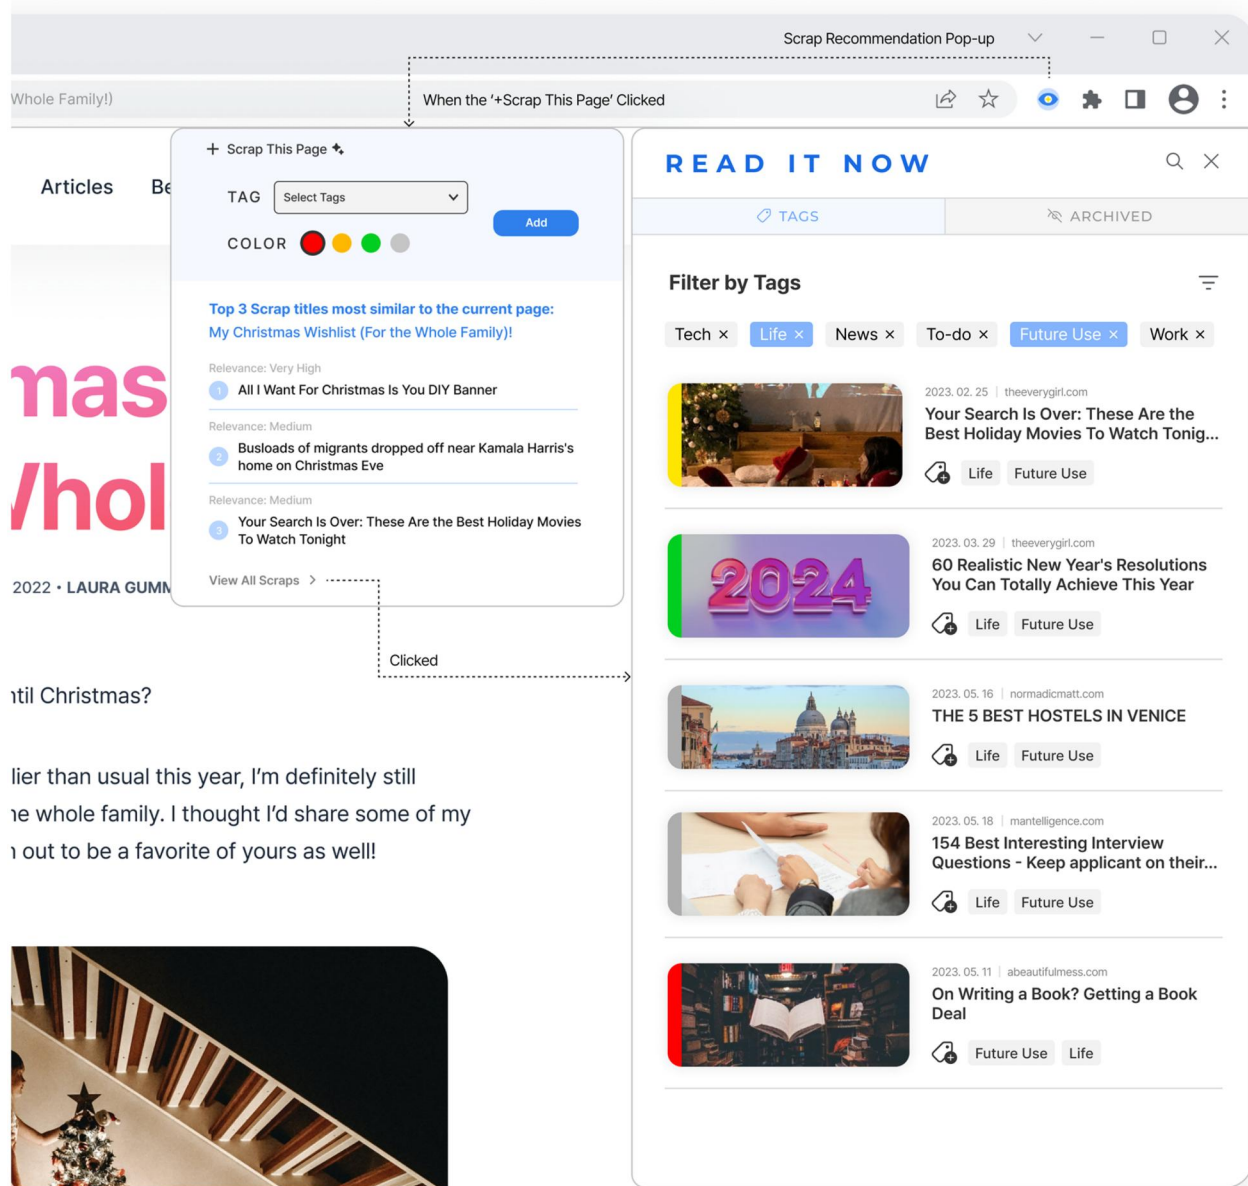 Scrap Recommendation Pop-up
Whole Family!)
When the ‘+Scrap This Page’ Clicked
Articles
+ Scrap This Page
TAG
Select Tags
Add
COLOR
Top 3 Scrap titles most similar to the current page:
My Christmas Wishlist (For the Whole Family)!
Relevance: Very High
1 All I Want For Christmas Is You DIY Banner
Relevance: Medium
2 Busloads of migrants dropped off near Kamala Harris's
home on Christmas Eve
Relevance: Medium
3 Your Search Is Over: These Are the Best Holiday Movies
To Watch Tonight
View All Scraps >
Clicked
mas
2022 • LAURA GUMM
ntil Christmas?
lier than usual this year, I’m definitely still
he whole family. I thought I’d share some of my
n out to be a favorite of yours as well!
READ IT NOW
TAGS
ARCHIVED
Filter by Tags
Tech × Life × News × To-do × Future Use × Work ×
2023. 02. 25 | theeverygirl.com
Your Search Is Over: These Are the
Best Holiday Movies To Watch Tonig...
Life Future Use
2024
2023. 03. 29 | theeverygirl.com
60 Realistic New Year's Resolutions
You Can Totally Achieve This Year
Life Future Use
2023. 05. 16 | normadicmatt.com
THE 5 BEST HOSTELS IN VENICE
Life Future Use
2023. 05. 18 | mantelligence.com
154 Best Interesting Interview
Questions - Keep applicant on their...
Life Future Use
2023. 05. 11 | abeautifulmess.com
On Writing a Book? Getting a Book
Deal
Future Use Life